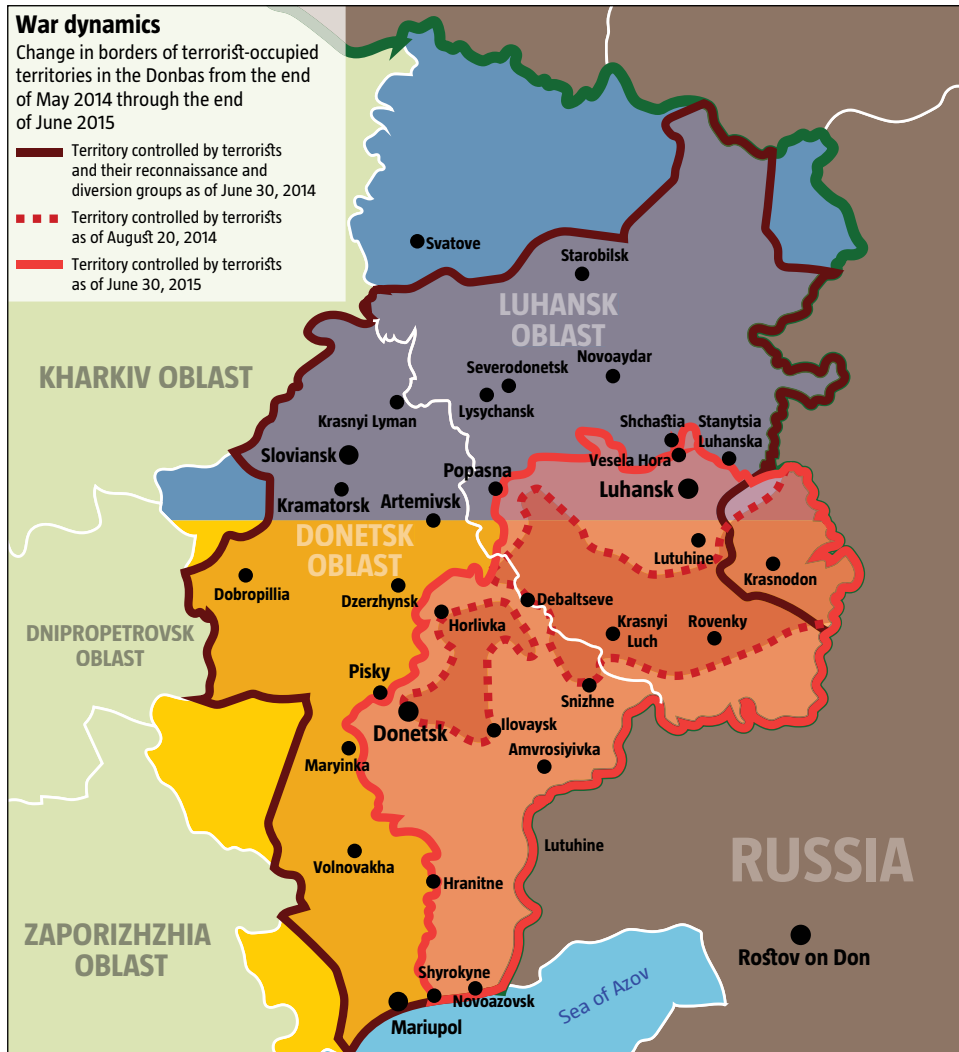 War dynamics
Change in borders of terrorist-occupied
territories in the Donbas from the end
of May 2014 through the end
of June 2015
Territory controlled by terrorists
and their reconnaissance and
diversion groups as of June 30, 2014
Territory controlled by terrorists
as of August 20, 2014
Territory controlled by terrorists
as of June 30, 2015
Svatove
Starobilsk
LUHANSK
OBLAST
KHARKIV OBLAST
Severodonetsk
Novoaydar
Lysychansk
Krasnyi Lyman
Shchastia
Stanytsia
Luhanska
Sloviansk
Vesela Hora
Popasna
Luhansk
Kramatorsk
Artemivsk
DONETSK
OBLAST
Lutuhine
Krasnodon
Dobropillia
Dzerzhynsk
Debaltseve
Horlivka
Krasnyi
Luch
Rovenky
DNIPROPETROVSK
OBLAST
Pisky
Snizhne
Donetsk
Ilovaysk
Amvrosiyivka
Maryinka
Lutuhine
Volnovakha
RUSSIA
Hranitne
ZAPORIZHZHIA
OBLAST
Rostov on Don
Shyrokyne
Novoazovsk
Sea of Azov
Mariupol